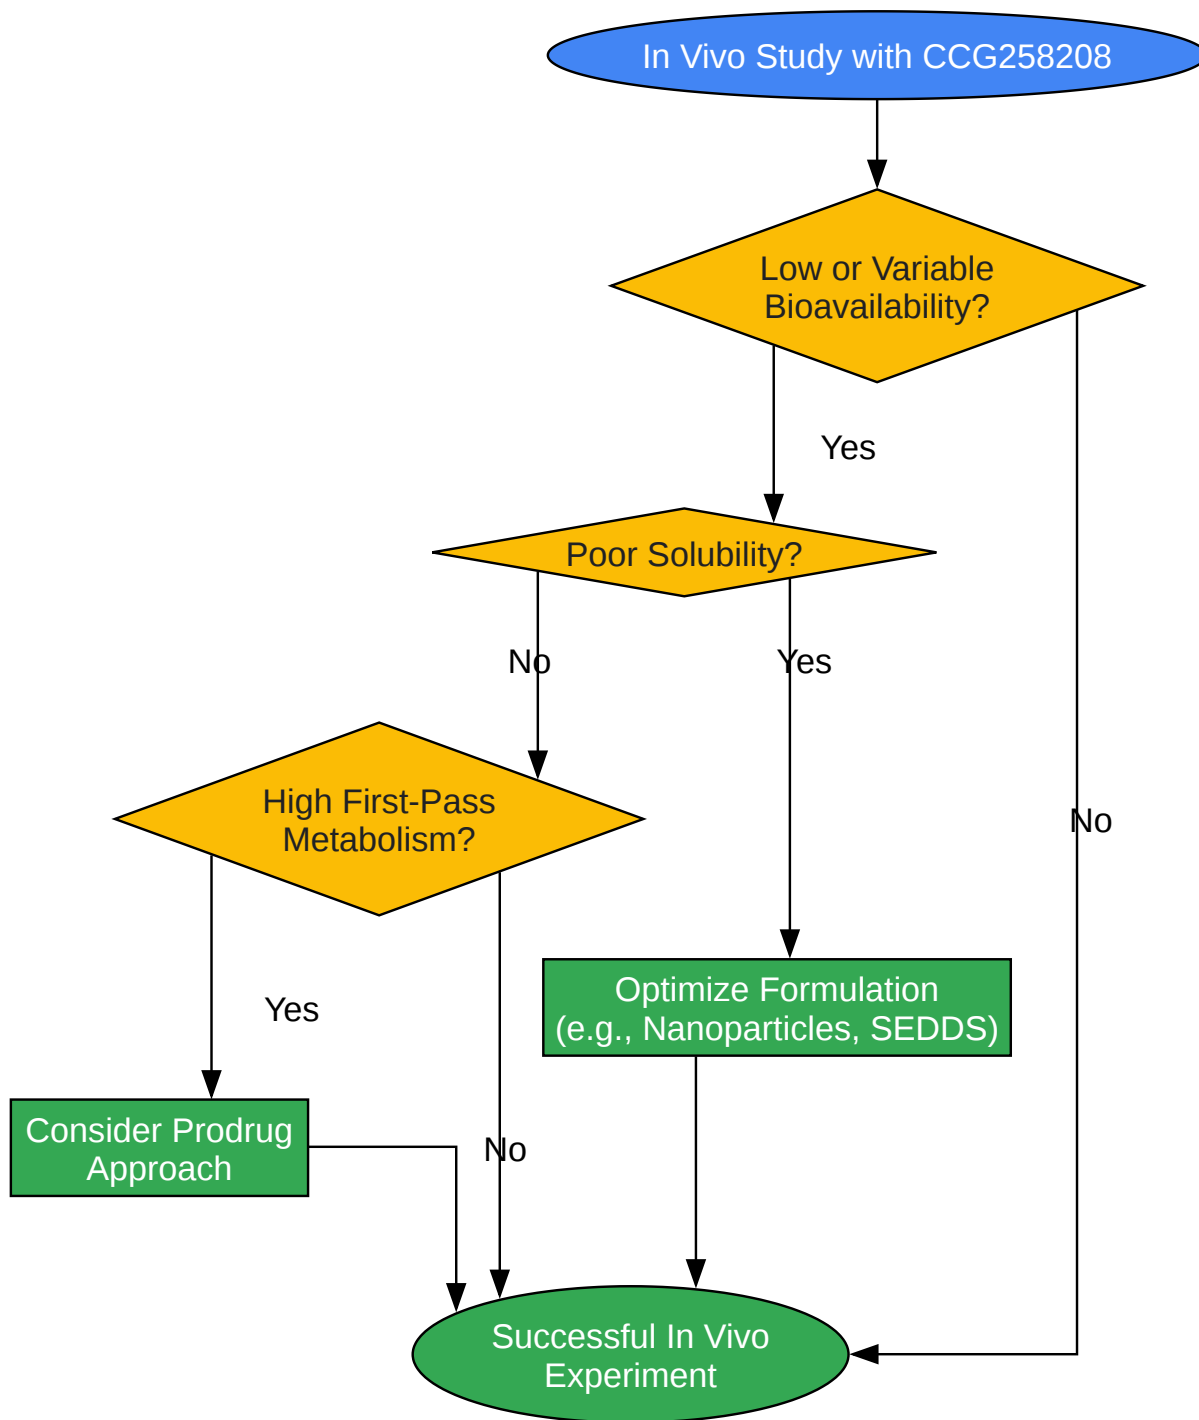 In Vivo Study with CCG258208
Low or Variable
Bioavailability?
Yes
Poor Solubility?
No
Yes
High First-Pass
Metabolism?
No
Optimize Formulation
(e.g., Nanoparticles, SEDDS)
Yes
Consider Prodrug
Approach
No
Successful In Vivo
Experiment